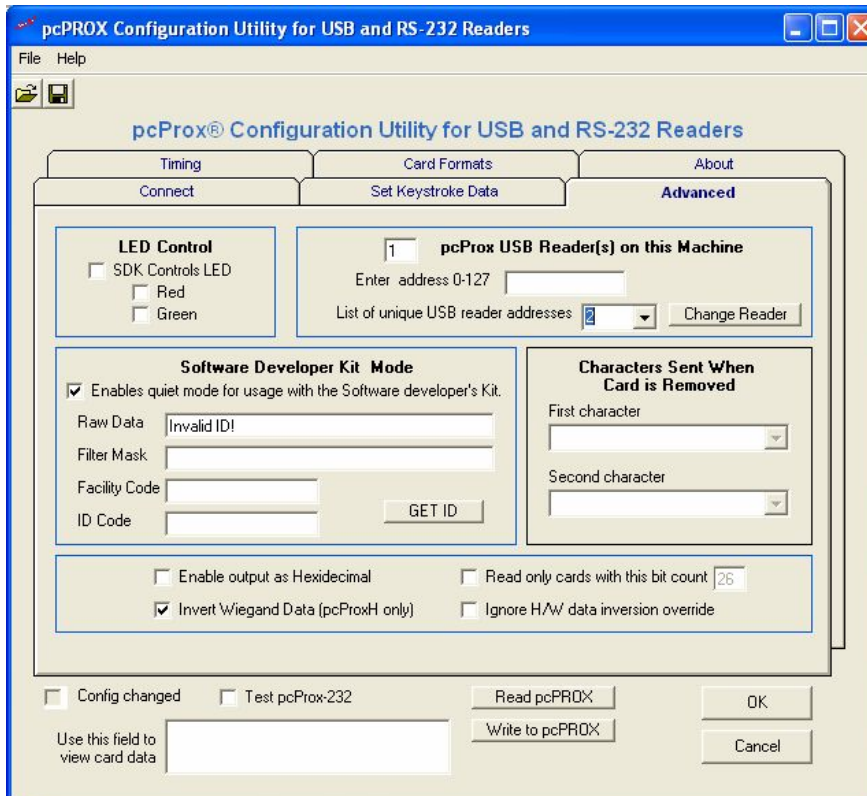 pcPROX Configuration Utility for USB and RS-232 Readers
File Help
pcProx® Configuration Utility for USB and RS-232 Readers
Timing Card Formats About
Connect Set Keystroke Data Advanced
LED Control
SDK Controls LED
Red
Green
1 pcProx USB Reader(s) on this Machine
Enter address 0-127
List of unique USB reader addresses 2 Change Reader
Software Developer Kit Mode
Enables quiet mode for usage with the Software developer's Kit.
Raw Data Invalid ID!
Filter Mask
Facility Code
ID Code
GET ID
Characters Sent When
Card is Removed
First character
Second character
Enable output as Hexidecimal
Read only cards with this bit count 26
Invert Wiegand Data (pcProxH only)
Ignore H/W data inversion override
Config changed
Test pcProx-232
Read pcPROX
OK
Use this field to
view card data
Write to pcPROX
Cancel